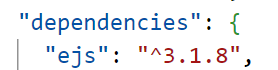 "dependencies": {
"ejs": "^3.1.8",